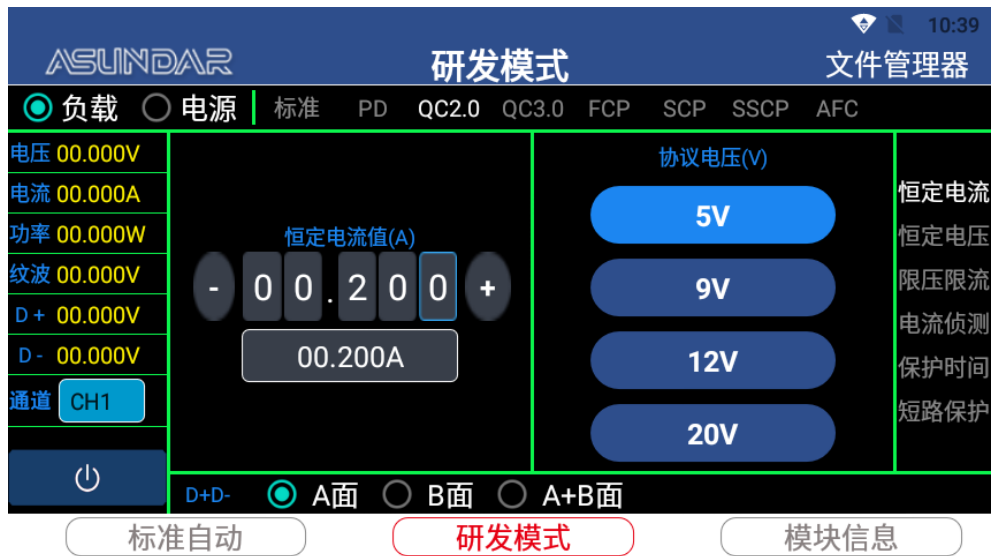 10:39
ASUNDAR 研发模式 文件管理器
负载 电源 标准 PD QC2.0 QC3.0 FCP SCP SSCP AFC
电压 00.000V
电流 00.000A
功率 00.000W
纹波 00.000V
D+ 00.000V
D- 00.000V
通道 CH1
恒定电流值(A)
- 0 0 . 2 0 0 +
00.200A
协议电压(V)
5V
9V
12V
20V
恒定电流
恒定电压
限压限流
电流侦测
保护时间
短路保护
D+D- A面 B面 A+B面
标准自动 研发模式 模块信息